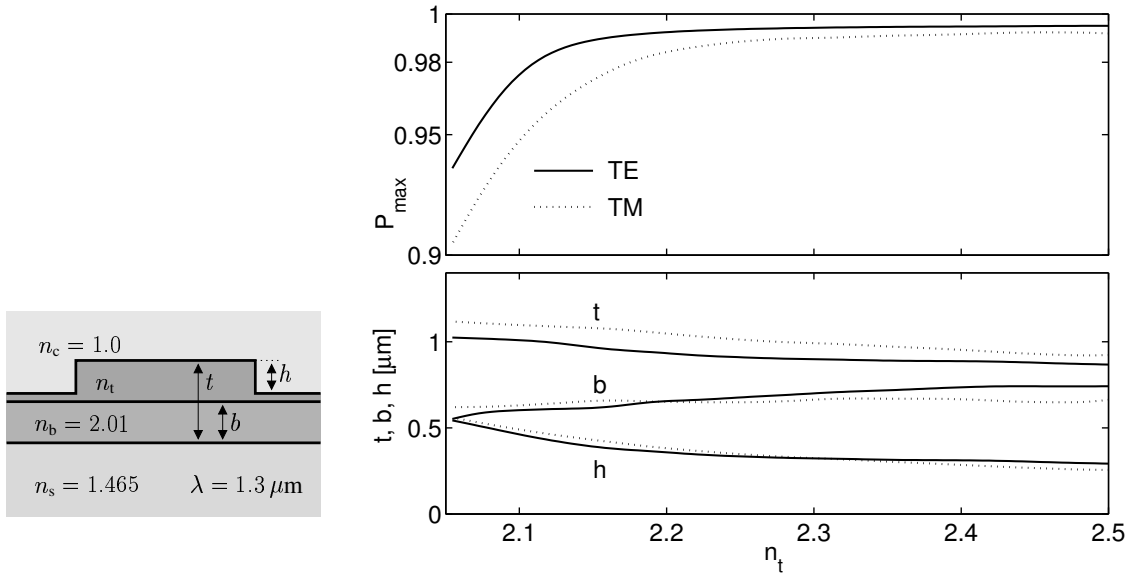 n_c = 1.0
n_t
t
h
n_b = 2.01
b
n_s = 1.465
λ = 1.3 μm
1
0.98
0.95
0.9
P_max
TE
TM
t, b, h [μm]
1
0.5
0
t
b
h
2.1 2.2 2.3 2.4 2.5
n_t